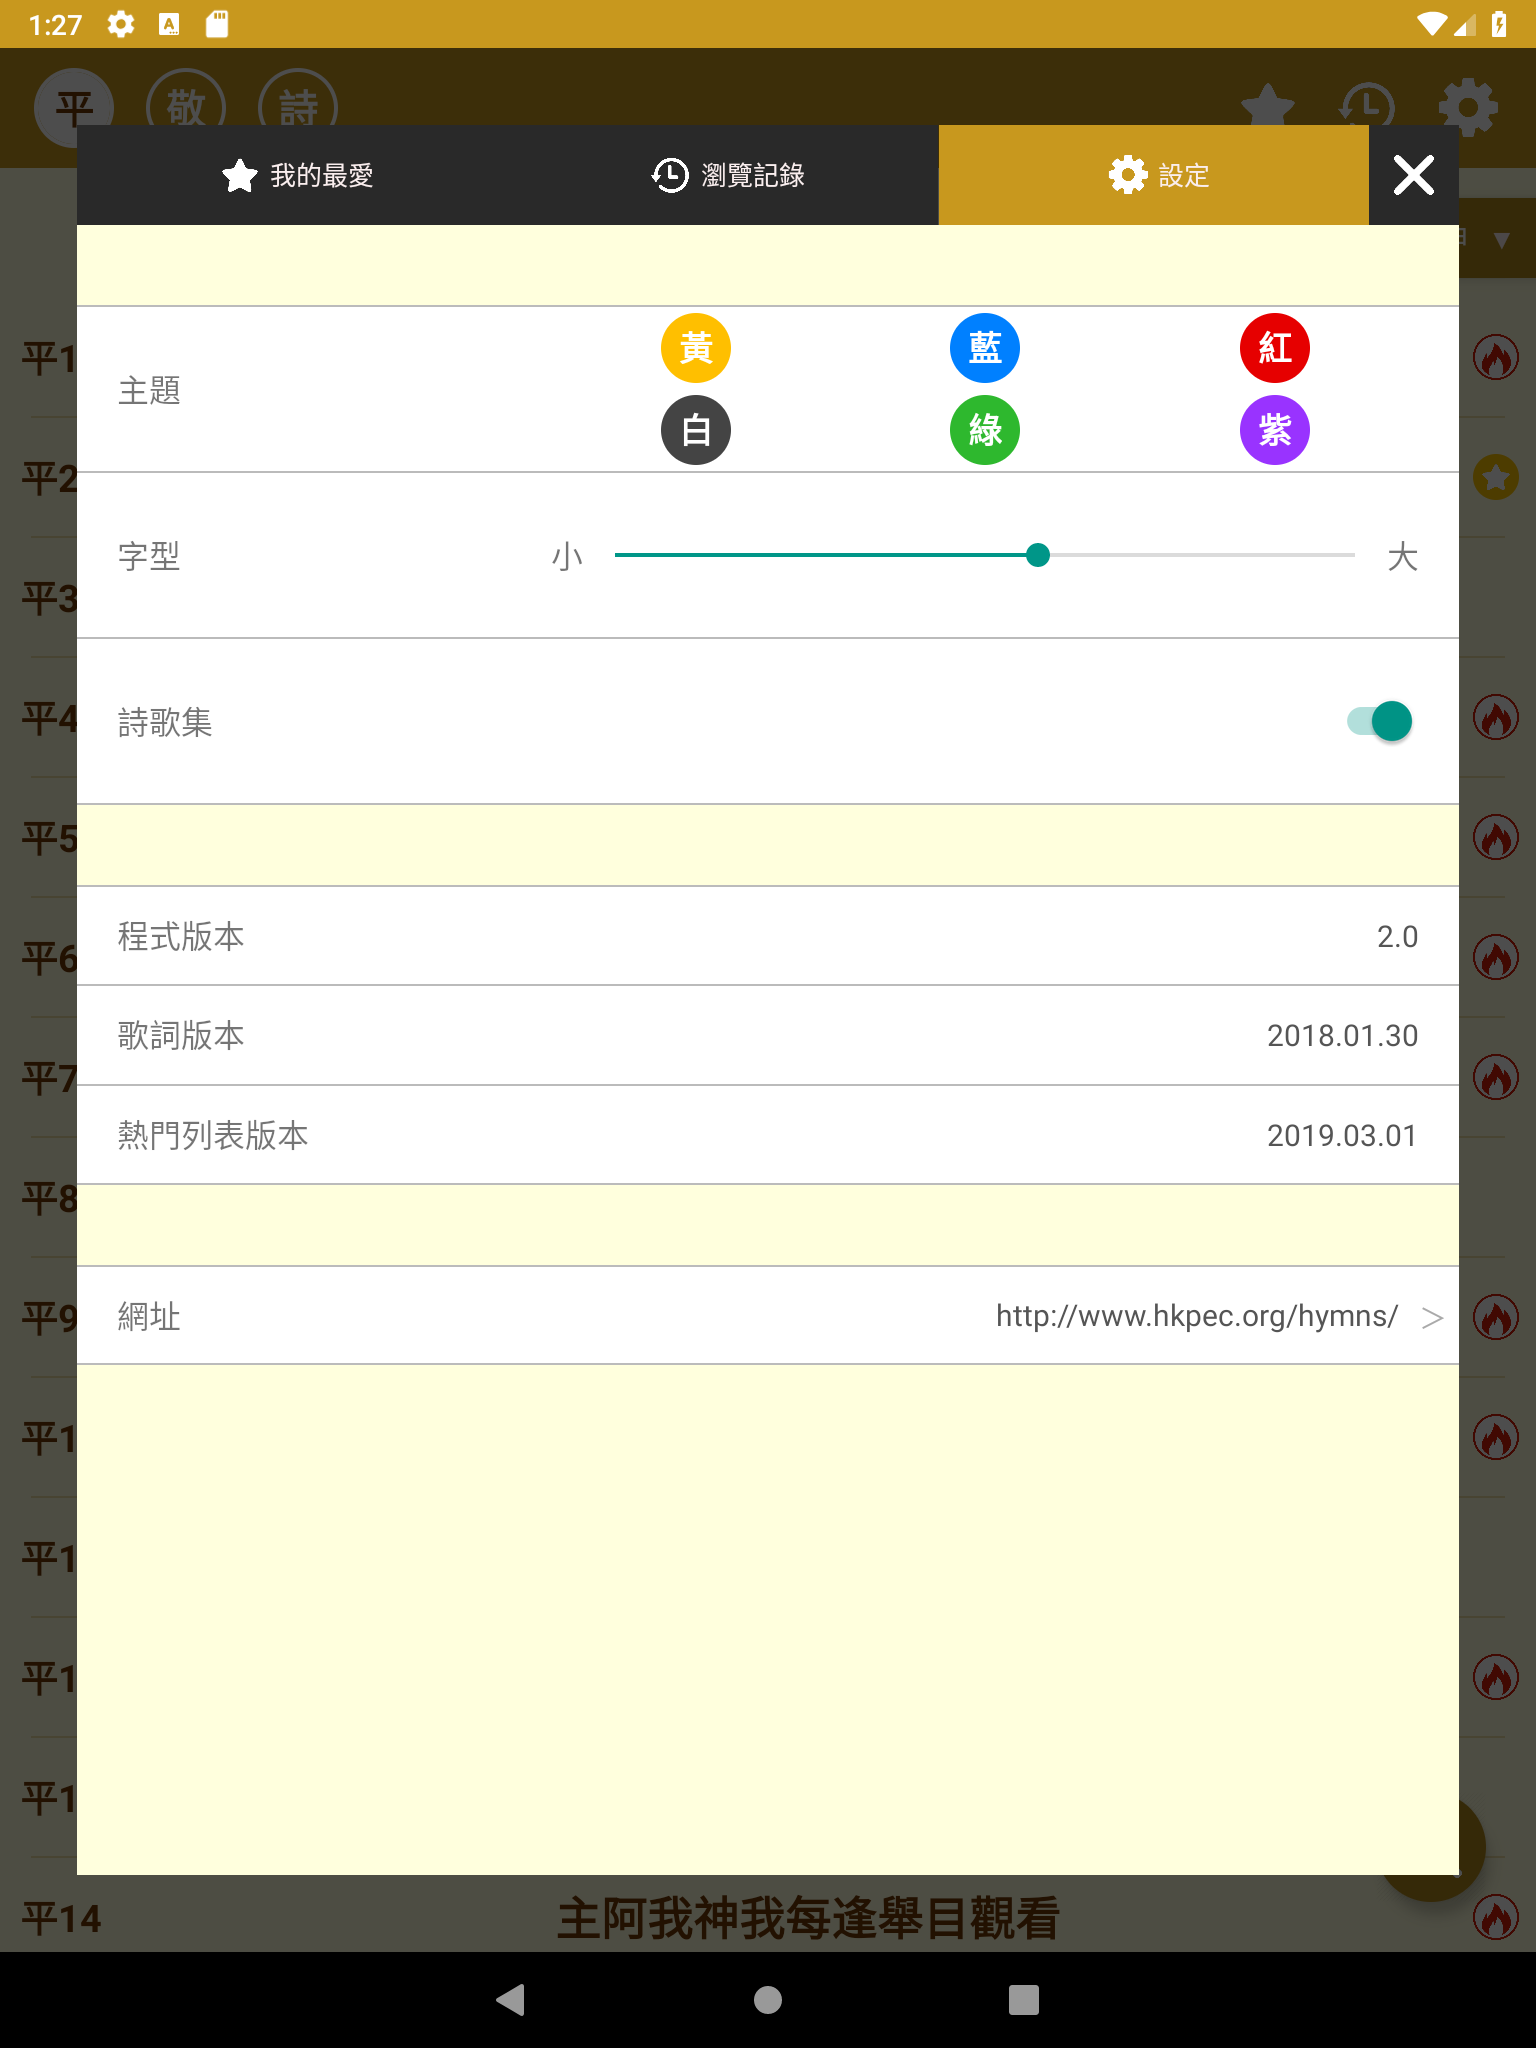 1:27
平 敬 詩
我的最愛 瀏覽記錄 設定
主題 黃 藍 紅
白 綠 紫
字型 小 大
詩歌集
程式版本 2.0
歌詞版本 2018.01.30
熱門列表版本 2019.03.01
網址 http://www.hkpec.org/hymns/ >
平1
平2
平3
平4
平5
平6
平7
平8
平9
平1
平1
平1
平1
平14 主阿我神我每逢舉目觀看